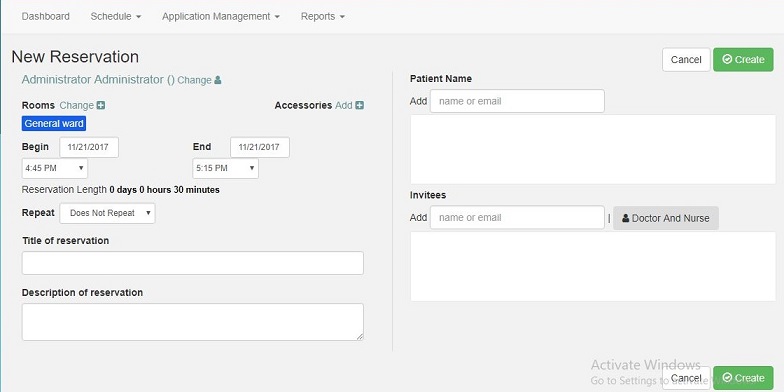 Dashboard Schedule Application Management Reports
New Reservation
Cancel Create
Administrator Administrator () Change
Rooms Change Accessories Add
General ward
Begin 11/21/2017 End 11/21/2017
4:45 PM 5:15 PM
Reservation Length 0 days 0 hours 30 minutes
Repeat Does Not Repeat
Title of reservation
Description of reservation
Patient Name
Add name or email
Invitees
Add name or email | Doctor And Nurse
Activate Windows
Go to Settings to activate
Cancel Create